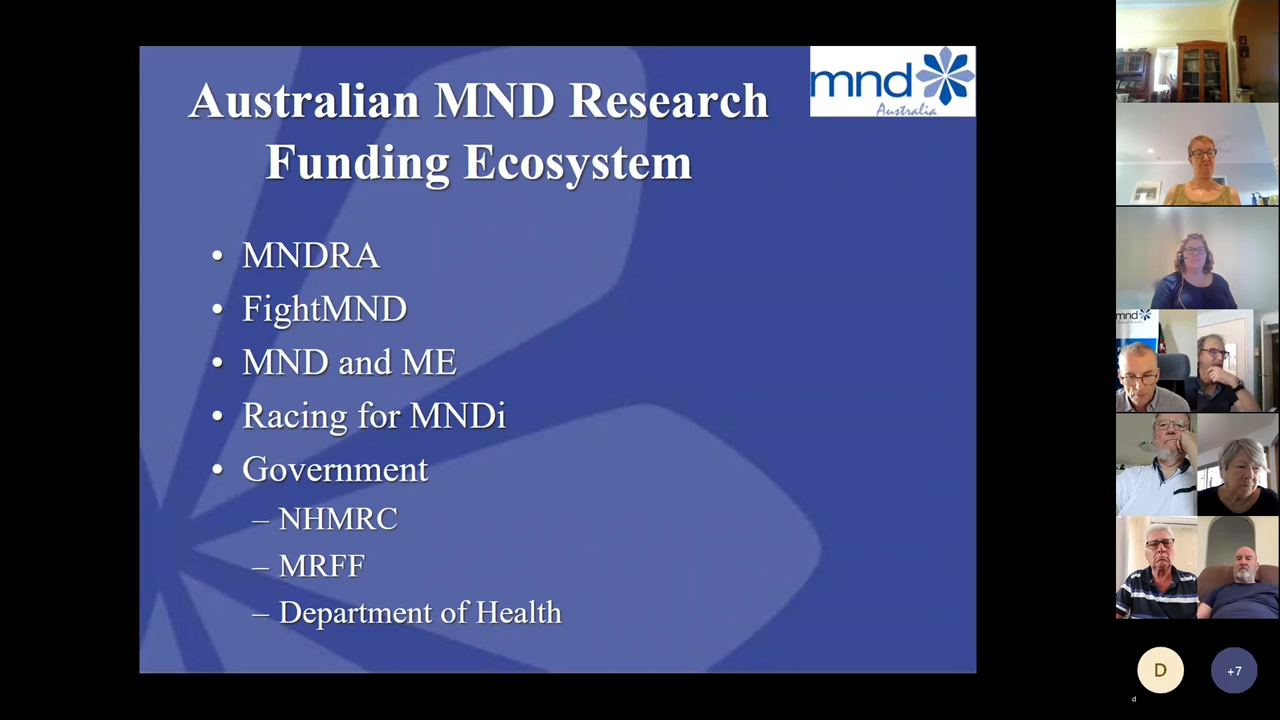 Australian MND Research
Funding Ecosystem
mnd
Australia
• MNDRA
• FightMND
• MND and ME
• Racing for MNDi
• Government
– NHMRC
– MRFF
– Department of Health
mnd
D
+7
d